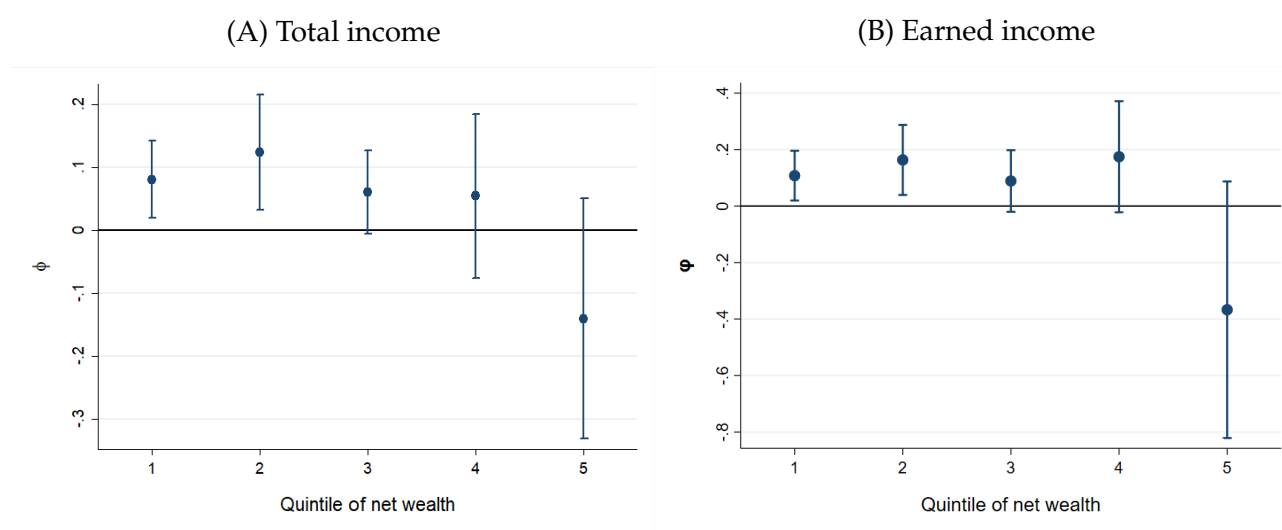 (A) Total income
.2
.1
0
-.1
-.2
-.3
ϕ
1 2 3 4 5
Quintile of net wealth
(B) Earned income
.4
.2
0
-.2
-.4
-.6
-.8
φ
1 2 3 4 5
Quintile of net wealth